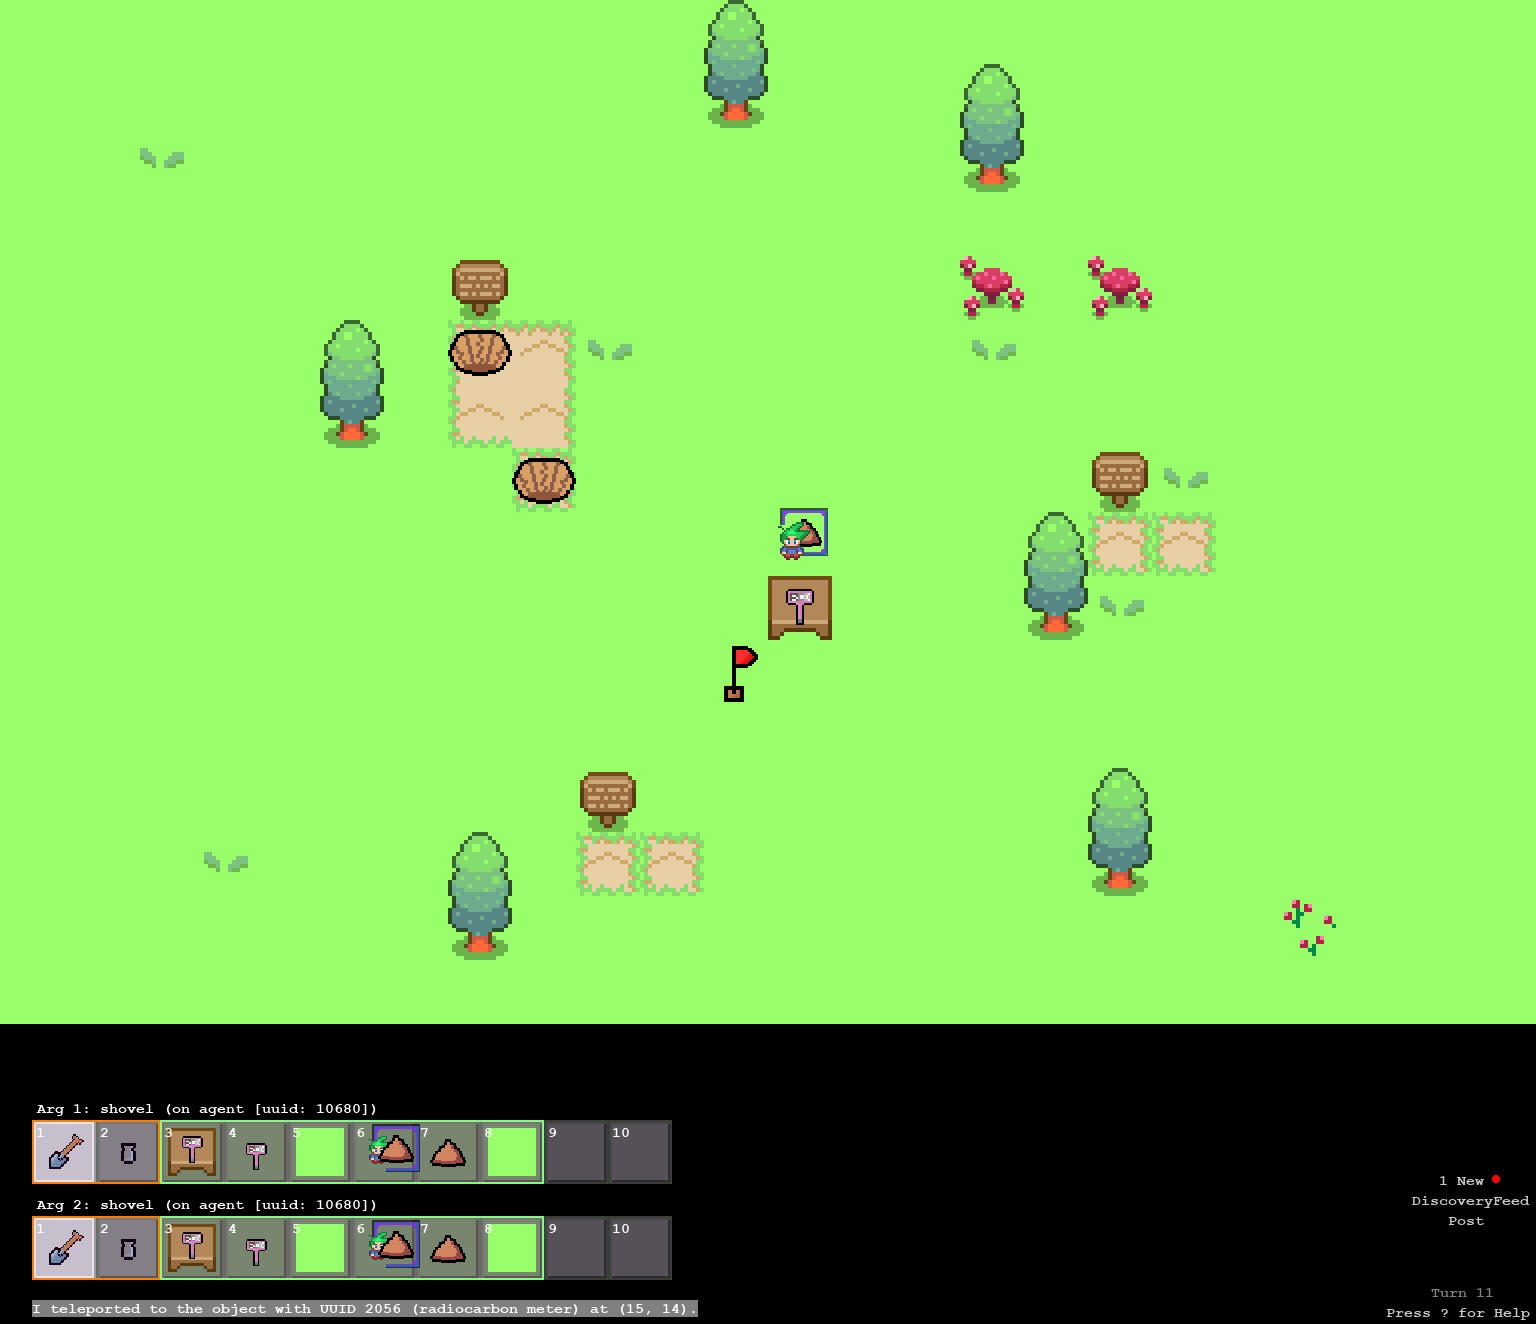 Arg 1: shovel (on agent [uuid: 10680])
1 2 3 4 5 6 7 8 9 10
Arg 2: shovel (on agent [uuid: 10680])
1 2 3 4 5 6 7 8 9 10
I teleported to the object with UUID 2056 (radiocarbon meter) at (15, 14).
1 New
DiscoveryFeed
Post
Turn 11
Press ? for Help